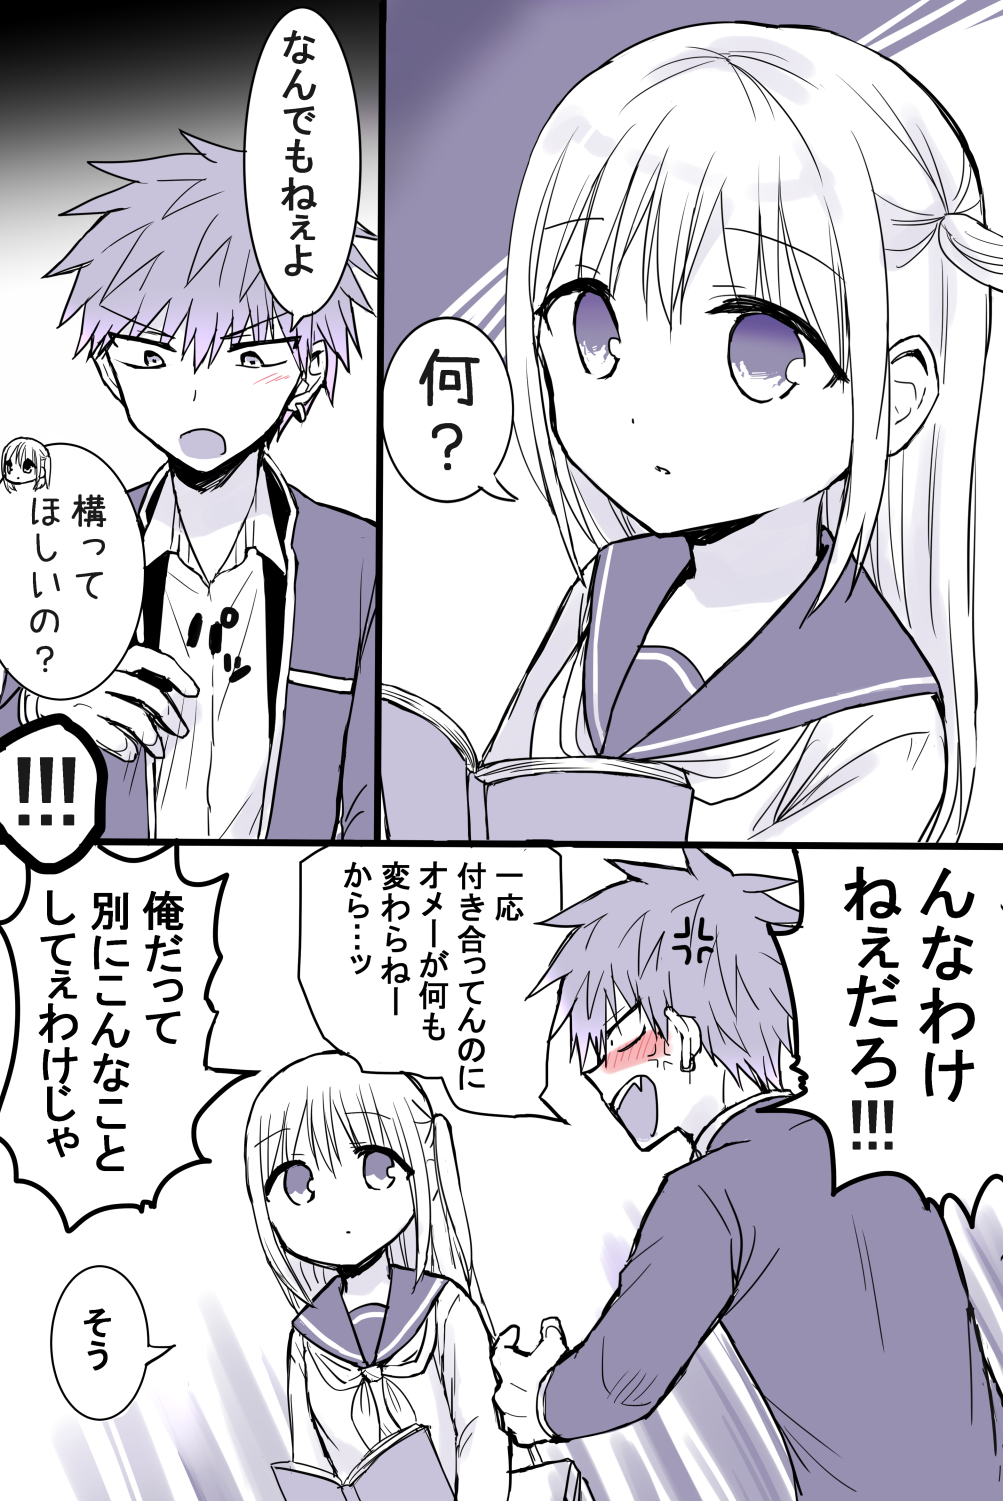 何
?
なんでもねぇよ
構って
ほしいの?
パッ
!!!
んなわけ
ねぇだろ!!!
一応
付き合ってんのに
オメーが何も
変わらねー
から…ッ
俺だって
別にこんなこと
してぇわけじゃ
そう